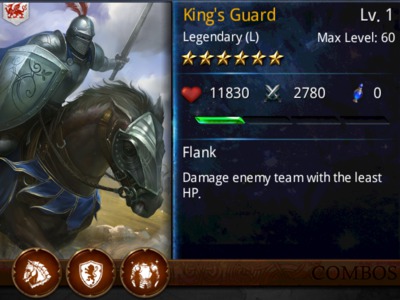 King's Guard Lv. 1
Legendary (L) Max Level: 60
11830 2780 0
Flank
Damage enemy team with the least
HP.
COMBOS